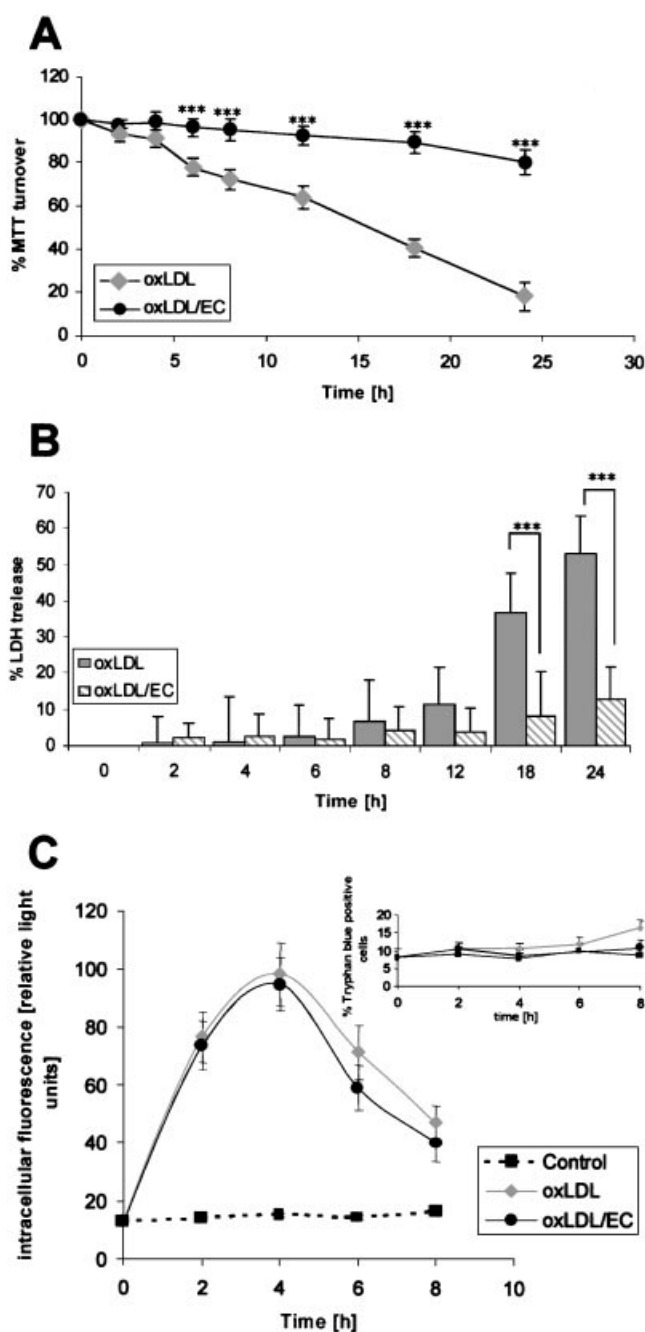 A
120
100
80
60
40
20
0
% MTT turnover
*** *** *** *** ***
oxLDL
oxLDL/EC
0 5 10 15 20 25 30
Time [h]
B
70
60
50
40
30
20
10
0
% LDH trelease
***
***
oxLDL
oxLDL/EC
0 2 4 6 8 12 18 24
Time [h]
C
intracellular fluorescence [relative light
units]
120
100
80
60
40
20
0
% Tryphan blue positive
cells
20
15
10
5
0
0 2 4 6 8
time [h]
Control
oxLDL
oxLDL/EC
0 2 4 6 8 10
Time [h]